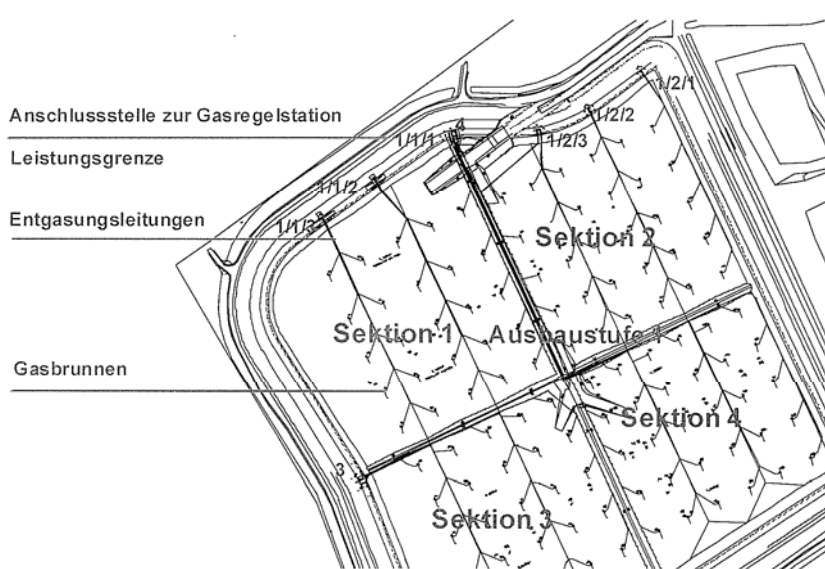 Anschlussstelle zur Gasregelstation
Leistungsgrenze
Entgasungsleitungen
Gasbrunnen
1/1/1
4
1/1/2
1/1/3
1/2/1
1/2/2
1/2/3
Sektion 2
Sektion 1
Ausbaustufe 1
Sektion 4
3
Sektion 3